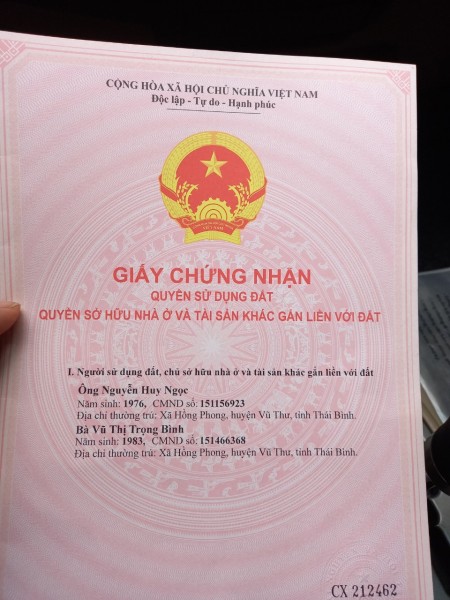 CỘNG HÒA XÃ HỘI CHỦ NGHĨA VIỆT NAM
Độc lập - Tự do - Hạnh phúc
GIẤY CHỨNG NHẬN
QUYỀN SỬ DỤNG ĐẤT
QUYỀN SỞ HỮU NHÀ Ở VÀ TÀI SẢN KHÁC GẮN LIỀN VỚI ĐẤT
I. Người sử dụng đất, chủ sở hữu nhà ở và tài sản khác gắn liền với đất
Ông Nguyễn Huy Ngọc
Năm sinh: 1976, CMND số: 151156923
Địa chỉ thường trú: Xã Hồng Phong, huyện Vũ Thư, tỉnh Thái Bình.
Bà Vũ Thị Trọng Bình
Năm sinh: 1983, CMND số: 151466368
Địa chỉ thường trú: Xã Hồng Phong, huyện Vũ Thư, tỉnh Thái Bình.
CX 212462